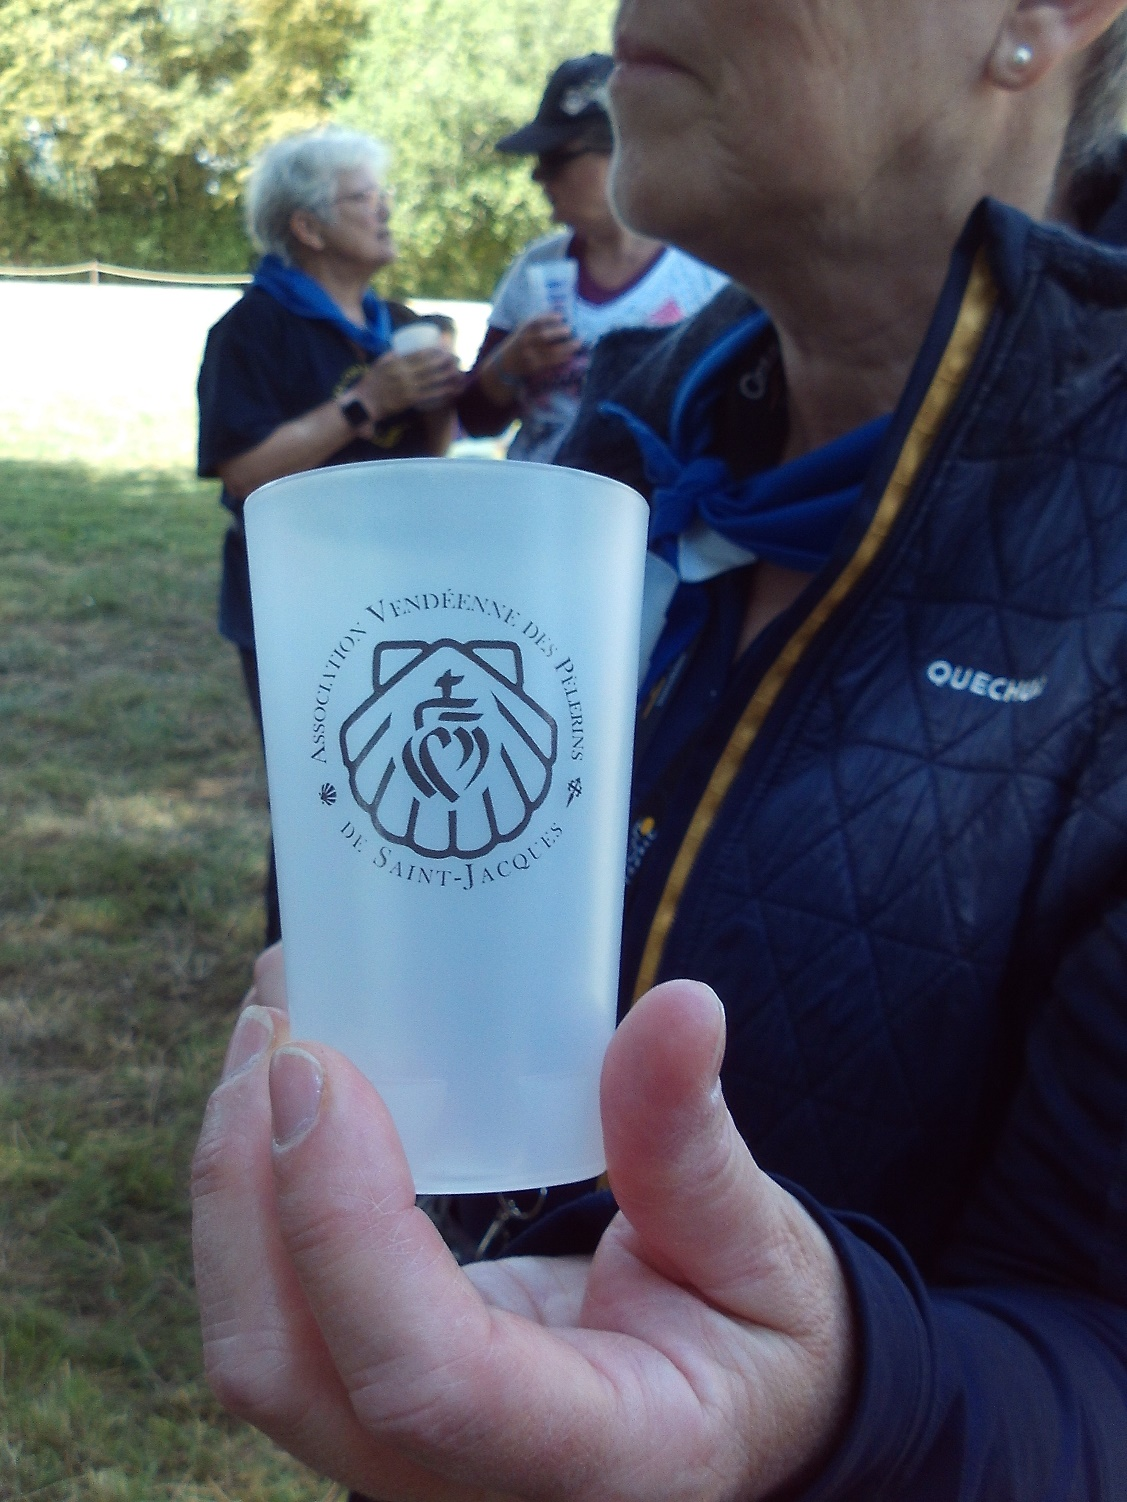 ASSOCIATION VENDÉENNE DES PÈLERINS
DE SAINT-JACQUES
QUECHUA